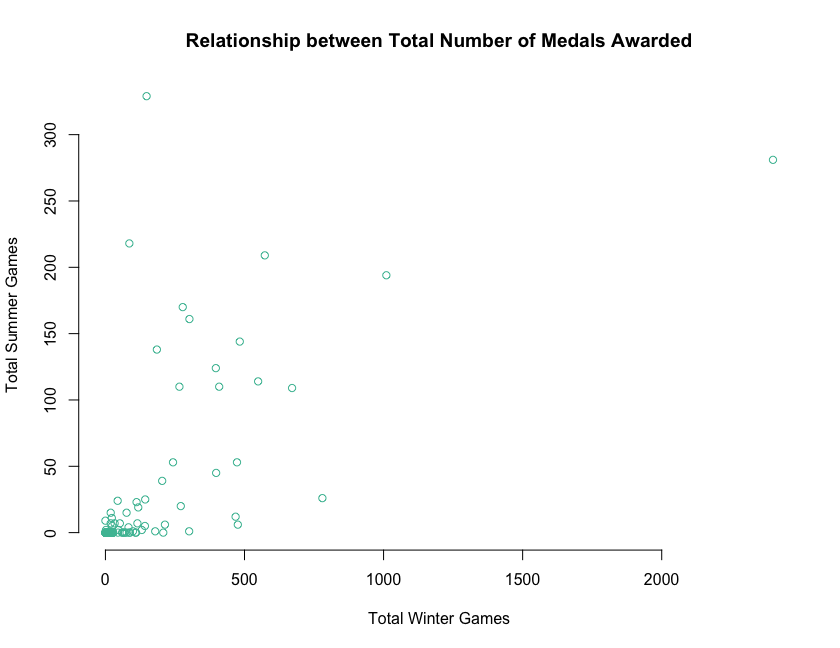 Relationship between Total Number of Medals Awarded
300
250
200
150
100
50
0
Total Summer Games
0 500 1000 1500 2000
Total Winter Games